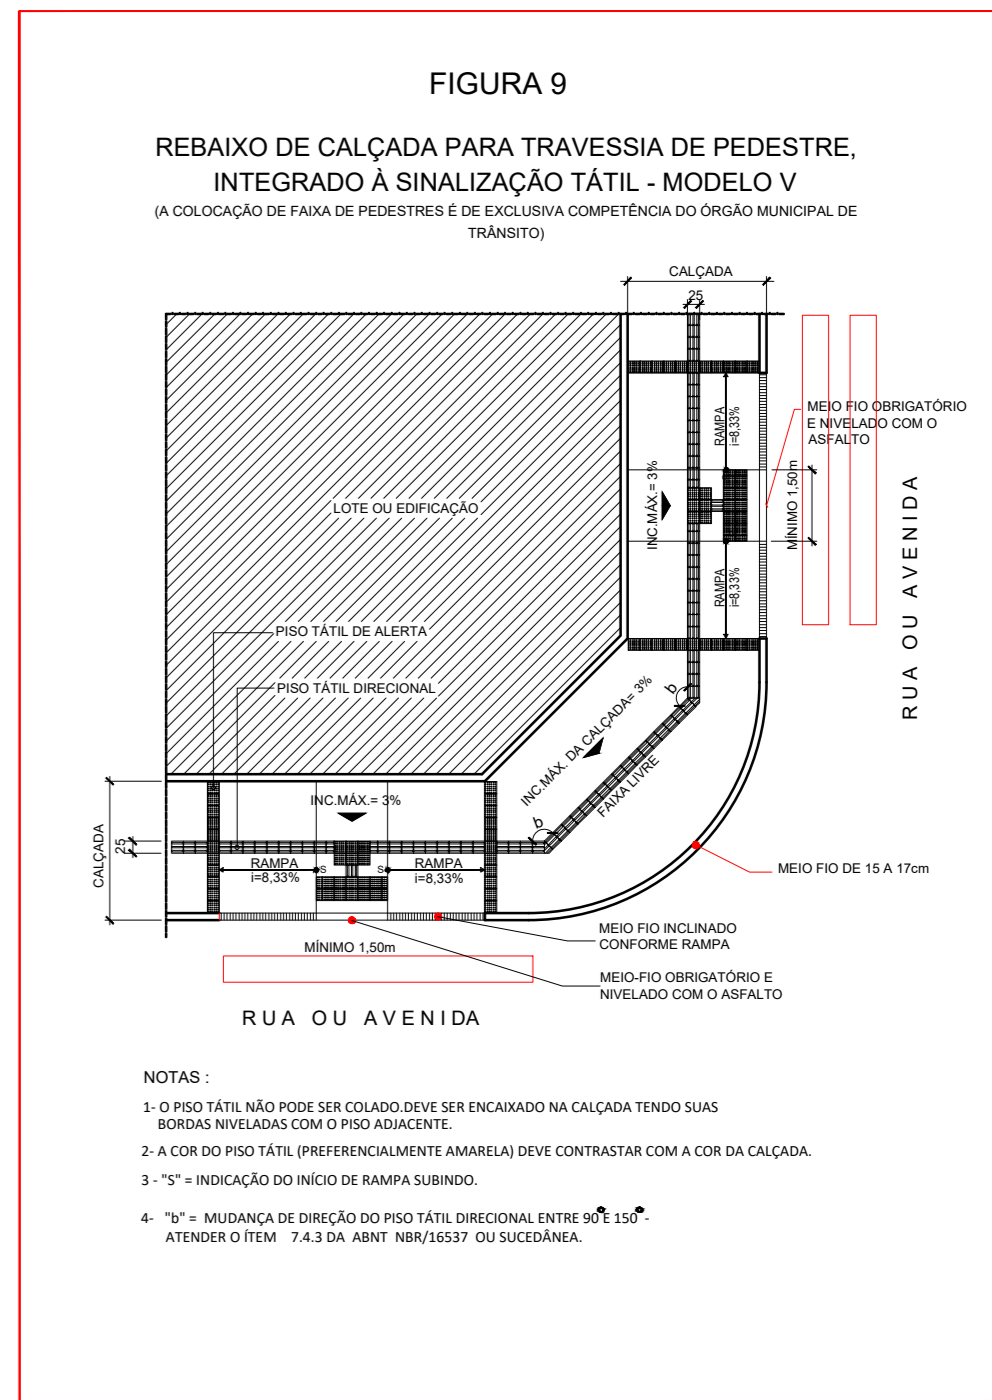 FIGURA 9
REBAIXO DE CALÇADA PARA TRAVESSIA DE PEDESTRE,
INTEGRADO À SINALIZAÇÃO TÁTIL - MODELO V
(A COLOCAÇÃO DE FAIXA DE PEDESTRES É DE EXCLUSIVA COMPETÊNCIA DO ÓRGÃO MUNICIPAL DE
TRÂNSITO)
CALÇADA
25
RAMPA
i=8,33%
MEIO FIO OBRIGATÓRIO
E NIVELADO COM O
ASFALTO
INC.MÁX.= 3%
MÍNIMO 1,50m
RUA OU AVENIDA
LOTE OU EDIFICAÇÃO
RAMPA
i=8,33%
PISO TÁTIL DE ALERTA
PISO TÁTIL DIRECIONAL
b
INC.MÁX. DA CALÇADA= 3%
FAIXA LIVRE
b
INC.MÁX.= 3%
CALÇADA
25
RAMPA
i=8,33%
S
S
RAMPA
i=8,33%
MEIO FIO DE 15 A 17cm
MEIO FIO INCLINADO
CONFORME RAMPA
MÍNIMO 1,50m
MEIO-FIO OBRIGATÓRIO E
NIVELADO COM O ASFALTO
RUA OU AVENIDA
NOTAS :
1- O PISO TÁTIL NÃO PODE SER COLADO.DEVE SER ENCAIXADO NA CALÇADA TENDO SUAS
BORDAS NIVELADAS COM O PISO ADJACENTE.
2- A COR DO PISO TÁTIL (PREFERENCIALMENTE AMARELA) DEVE CONTRASTAR COM A COR DA CALÇADA.
3 - "S" = INDICAÇÃO DO INÍCIO DE RAMPA SUBINDO.
4- "b" = MUDANÇA DE DIREÇÃO DO PISO TÁTIL DIRECIONAL ENTRE 90° E 150° -
ATENDER O ÍTEM 7.4.3 DA ABNT NBR/16537 OU SUCEDÂNEA.